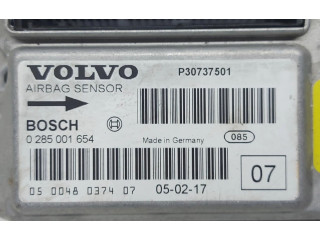 VOLVO
P30737501
AIRBAG SENSOR
BOSCH
0 285 001 654
Made in Germany
085
05 0048 0374 07
05-02-17
07